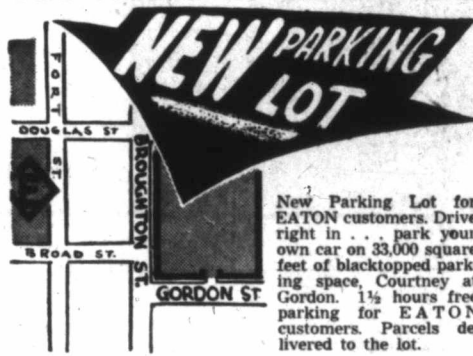 NEW PARKING
LOT
FORT ST.
DOUGLAS ST
BROUGHTON ST.
BROAD ST.
GORDON ST
New Parking Lot for
EATON customers. Drive
right in . . . park your
own car on 33,000 square
feet of blacktopped park-
ing space, Courtney at
Gordon. 1½ hours free
parking for EATON
customers. Parcels de-
livered to the lot.